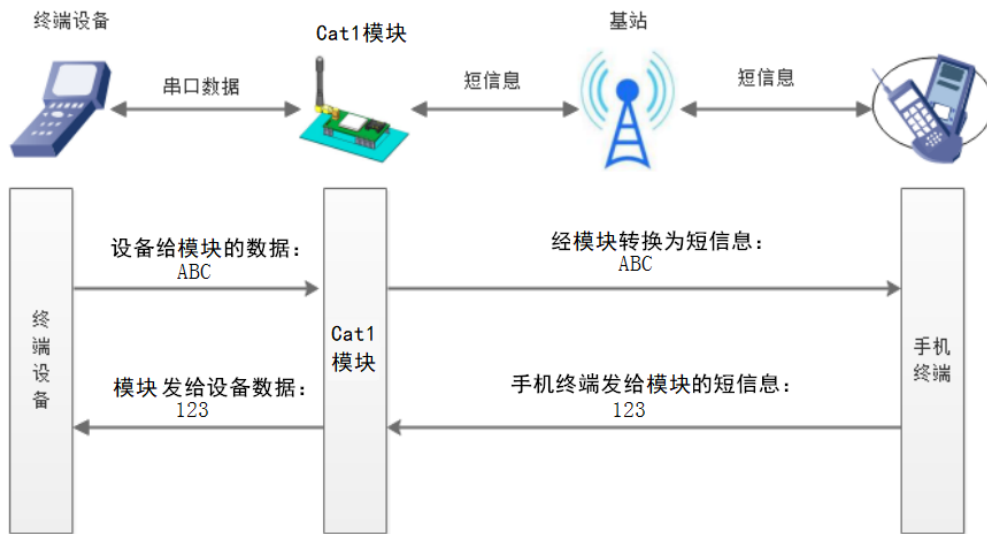 终端设备
Cat1模块
基站
串口数据
短信息
短信息
设备给模块的数据:
ABC
经模块转换为短信息:
ABC
终
端
设
备
Cat1
模块
手机
终端
模块 发给设备数据:
123
手机终端发给模块的短信息:
123